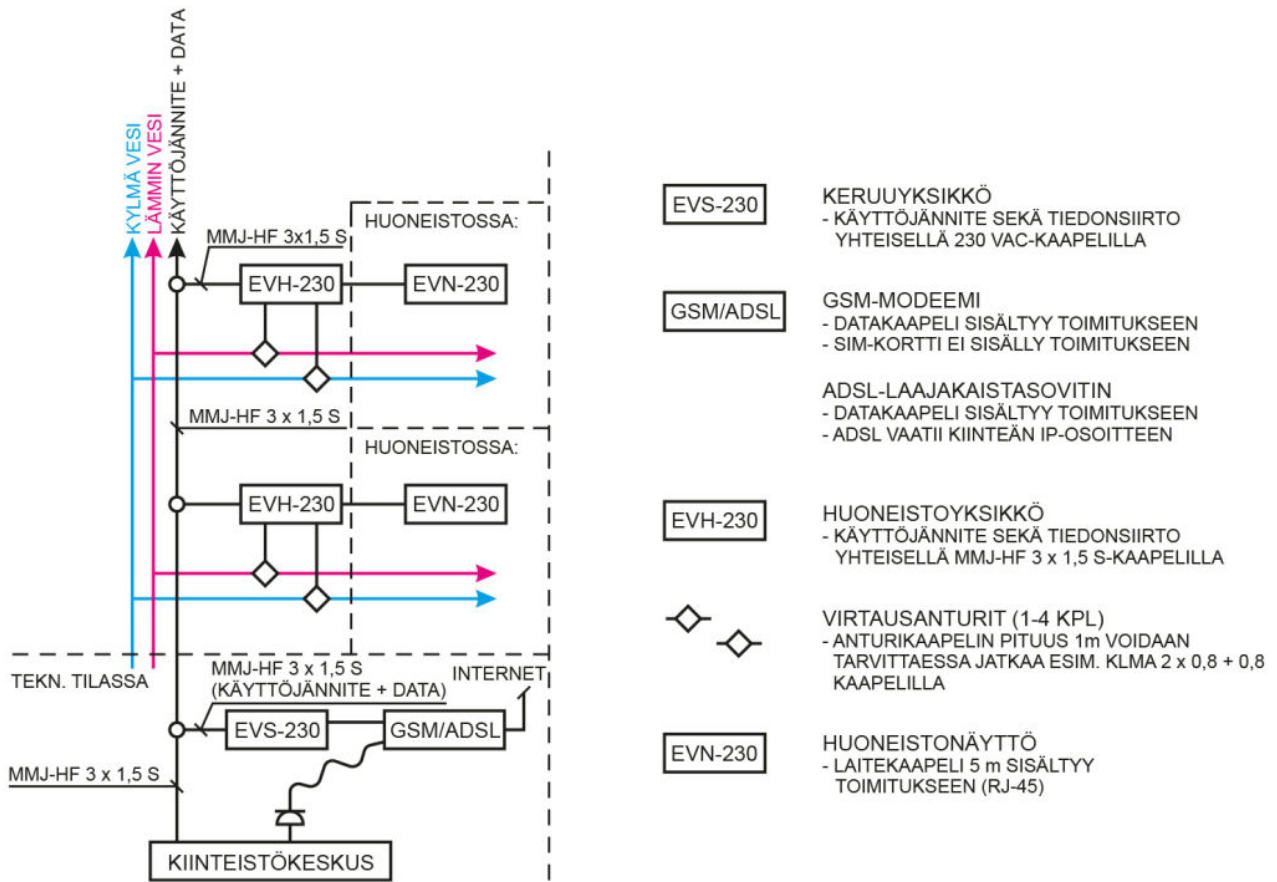 KYLMÄ VESI
LÄMMIN VESI
KÄYTTÖJÄNNITE + DATA
MMJ-HF 3x1,5 S
HUONEISTOSSA:
EVH-230
EVN-230
MMJ-HF 3 x 1,5 S
HUONEISTOSSA:
EVH-230
EVN-230
TEKN. TILASSA
MMJ-HF 3 x 1,5 S
(KÄYTTÖJÄNNITE + DATA)
INTERNET
EVS-230
GSM/ADSL
MMJ-HF 3 x 1,5 S
KIINTEISTÖKESKUS
EVS-230
KERUUYKSIKKÖ
- KÄYTTÖJÄNNITE SEKÄ TIEDONSIIRTO
YHTEISELLÄ 230 VAC-KAAPELILLA
GSM/ADSL
GSM-MODEEMI
- DATAKAAPELI SISÄLTYY TOIMITUKSEEN
- SIM-KORTTI EI SISÄLLY TOIMITUKSEEN
ADSL-LAAJAKAISTASOVITIN
- DATAKAAPELI SISÄLTYY TOIMITUKSEEN
- ADSL VAATII KIINTEÄN IP-OSOITTEEN
EVH-230
HUONEISTOYKSIKKÖ
- KÄYTTÖJÄNNITE SEKÄ TIEDONSIIRTO
YHTEISELLÄ MMJ-HF 3 x 1,5 S-KAAPELILLA
VIRTAUSANTURIT (1-4 KPL)
- ANTURIKAAPELIN PITUUS 1m VOIDAAN
TARVITTAESSA JATKAA ESIM. KLMA 2 x 0,8 + 0,8
KAAPELILLA
EVN-230
HUONEISTONÄYTTÖ
- LAITEKAAPELI 5 m SISÄLTYY
TOIMITUKSEEN (RJ-45)